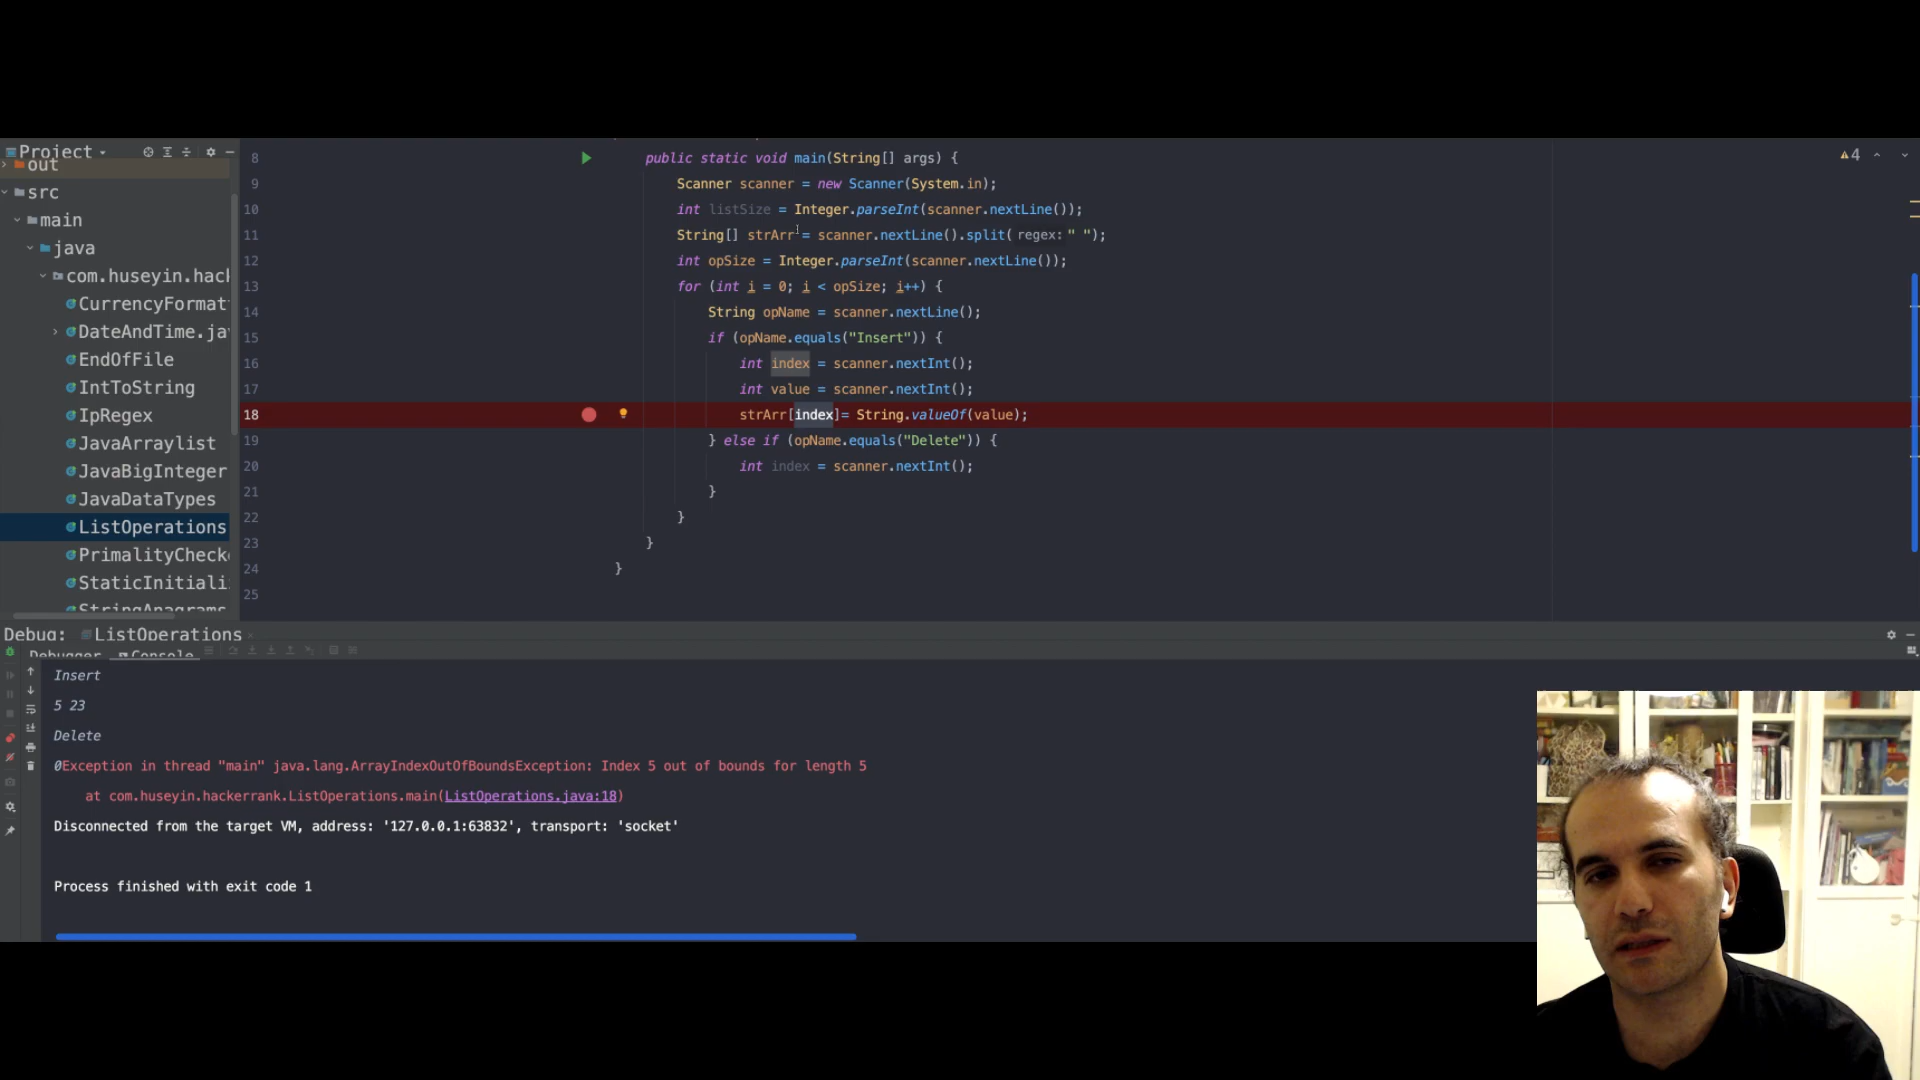 Project
out
src
main
java
com.huseyin.hack
CurrencyFormat
DateAndTime.ja
EndOfFile
IntToString
IpRegex
JavaArraylist
JavaBigInteger
JavaDataTypes
ListOperations
PrimalityCheck
StaticInitiali
StringAnagrams
8 public static void main(String[] args) {
9 Scanner scanner = new Scanner(System.in);
10 int listSize = Integer.parseInt(scanner.nextLine());
11 String[] strArr = scanner.nextLine().split( regex: " ");
12 int opSize = Integer.parseInt(scanner.nextLine());
13 for (int i = 0; i < opSize; i++) {
14 String opName = scanner.nextLine();
15 if (opName.equals("Insert")) {
16 int index = scanner.nextInt();
17 int value = scanner.nextInt();
18 strArr[index]= String.valueOf(value);
19 } else if (opName.equals("Delete")) {
20 int index = scanner.nextInt();
21 }
22 }
23 }
24 }
25
4
Debug: ListOperations
Debugger Console
Insert
5 23
Delete
0Exception in thread "main" java.lang.ArrayIndexOutOfBoundsException: Index 5 out of bounds for length 5
at com.huseyin.hackerrank.ListOperations.main(ListOperations.java:18)
Disconnected from the target VM, address: '127.0.0.1:63832', transport: 'socket'
Process finished with exit code 1